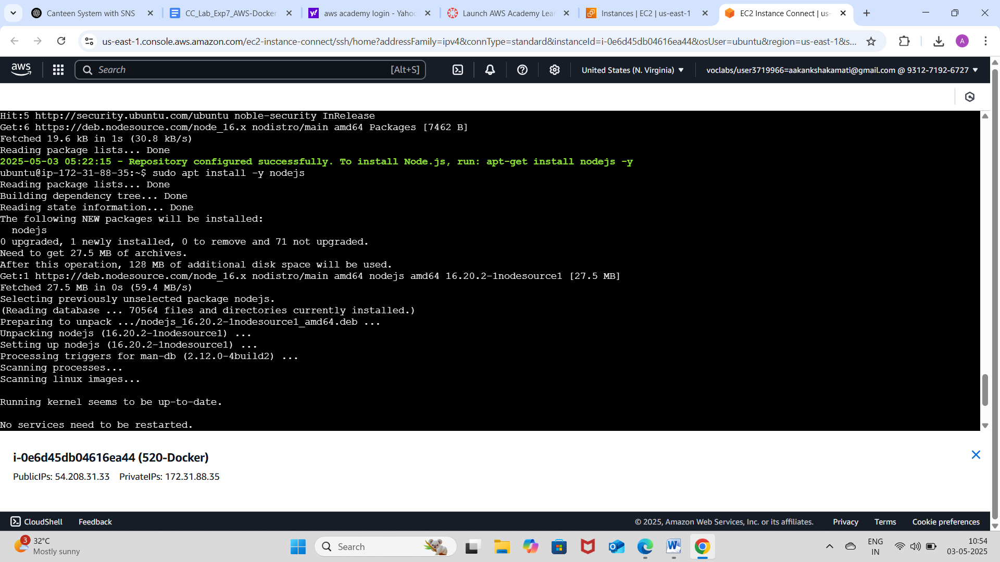 Canteen System with SNS
CC_Lab_Exp7_AWS-Docker
aws academy login - Yahoo
Launch AWS Academy Lear
Instances | EC2 | us-east-1
EC2 Instance Connect | us-
us-east-1.console.aws.amazon.com/ec2-instance-connect/ssh/home?addressFamily=ipv4&connType=standard&instanceId=i-0e6d45db04616ea44&osUser=ubuntu&region=us-east-1&s...
A
aws
Search
[Alt+S]
United States (N. Virginia)
voclabs/user3719966=aakankshakamati@gmail.com @ 9312-7192-6727
Hit:5 http://security.ubuntu.com/ubuntu noble-security InRelease
Get:6 https://deb.nodesource.com/node_16.x nodistro/main amd64 Packages [7462 B]
Fetched 19.6 kB in 1s (30.8 kB/s)
Reading package lists... Done
2025-05-03 05:22:15 - Repository configured successfully. To install Node.js, run: apt-get install nodejs -y
ubuntu@ip-172-31-88-35:~$ sudo apt install -y nodejs
Reading package lists... Done
Building dependency tree... Done
Reading state information... Done
The following NEW packages will be installed:
  nodejs
0 upgraded, 1 newly installed, 0 to remove and 71 not upgraded.
Need to get 27.5 MB of archives.
After this operation, 128 MB of additional disk space will be used.
Get:1 https://deb.nodesource.com/node_16.x nodistro/main amd64 nodejs amd64 16.20.2-1nodesource1 [27.5 MB]
Fetched 27.5 MB in 0s (59.4 MB/s)
Selecting previously unselected package nodejs.
(Reading database ... 70564 files and directories currently installed.)
Preparing to unpack .../nodejs_16.20.2-1nodesource1_amd64.deb ...
Unpacking nodejs (16.20.2-1nodesource1) ...
Setting up nodejs (16.20.2-1nodesource1) ...
Processing triggers for man-db (2.12.0-4build2) ...
Scanning processes...
Scanning linux images...
Running kernel seems to be up-to-date.
No services need to be restarted.
i-0e6d45db04616ea44 (520-Docker)
PublicIPs: 54.208.31.33 PrivateIPs: 172.31.88.35
CloudShell
Feedback
© 2025, Amazon Web Services, Inc. or its affiliates.
Privacy
Terms
Cookie preferences
3
32°C
Mostly sunny
Search
ENG
IN
10:54
03-05-2025